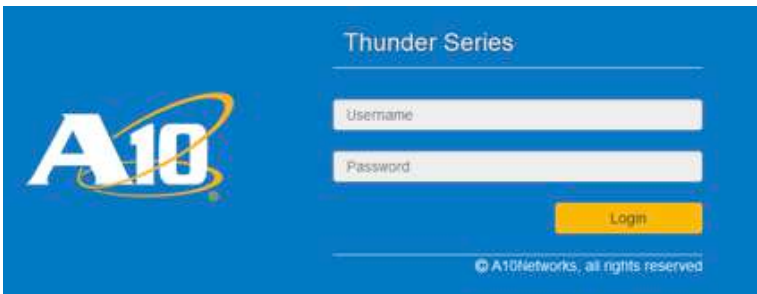 Thunder Series
A10
Username
Password
Login
© A10Networks, all rights reserved